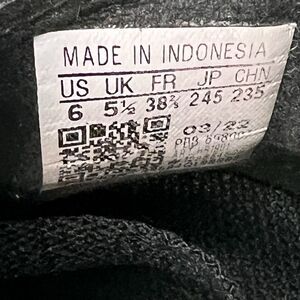 MADE IN INDONESIA
US UK FR JP CHN
6 5½ 38⅔ 245 235
03/23